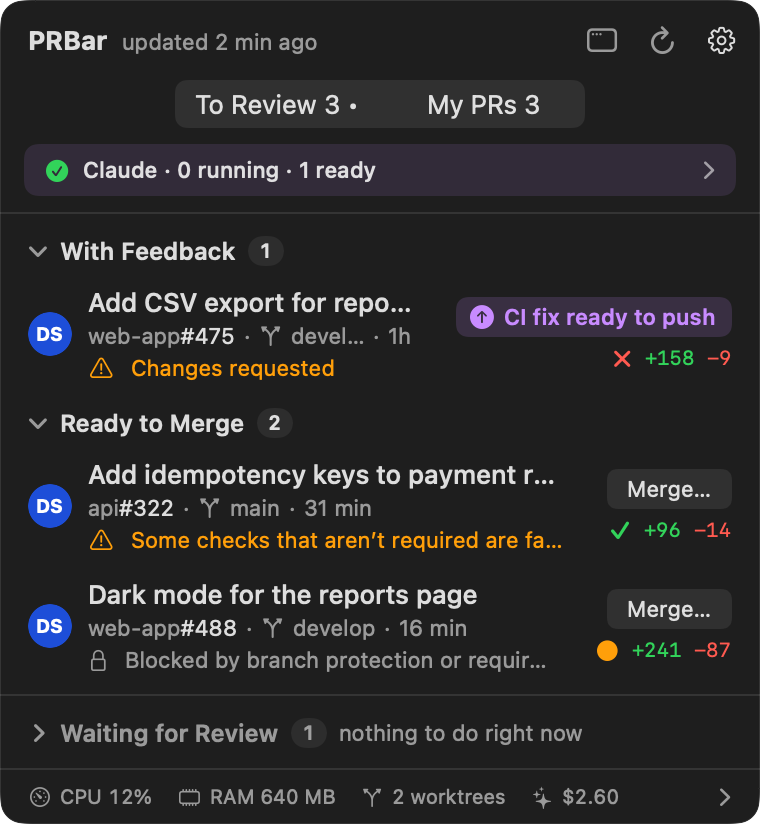 PRBar updated 2 min ago
To Review 3 • My PRs 3
Claude · 0 running · 1 ready
With Feedback 1
Add CSV export for repo...
DS
web-app#475 · devel... · 1h
CI fix ready to push
Changes requested
+158 −9
Ready to Merge 2
Add idempotency keys to payment r...
DS
api#322 · main · 31 min
Merge...
Some checks that aren’t required are fa...
+96 −14
Dark mode for the reports page
DS
web-app#488 · develop · 16 min
Merge...
Blocked by branch protection or requir...
+241 −87
Waiting for Review 1 nothing to do right now
CPU 12% RAM 640 MB 2 worktrees $2.60